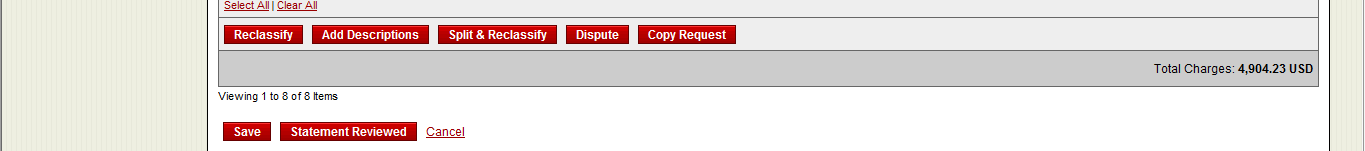 Select All | Clear All
Reclassify Add Descriptions Split & Reclassify Dispute Copy Request
Total Charges: 4,904.23 USD
Viewing 1 to 8 of 8 Items
Save Statement Reviewed Cancel